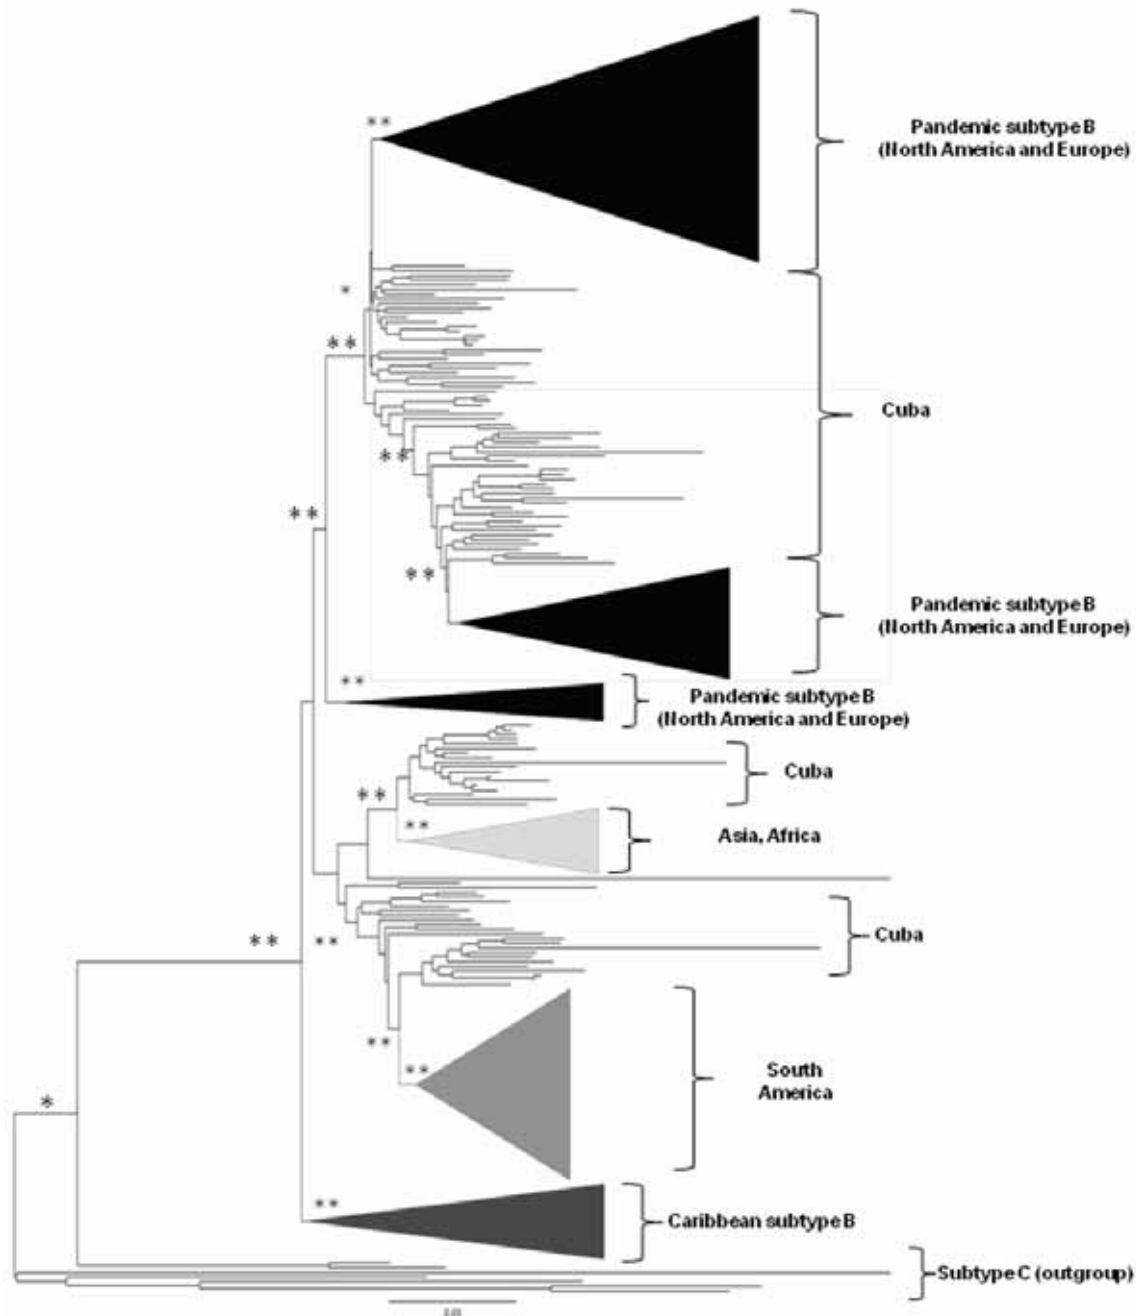 **
Pandemic subtype B
(North America and Europe)
*
**
Cuba
**
**
**
Pandemic subtype B
(North America and Europe)
**
Pandemic subtype B
(North America and Europe)
Cuba
**
**
Asia, Africa
Cuba
**
**
**
**
South
America
*
**
Caribbean subtype B
Subtype C (outgroup)